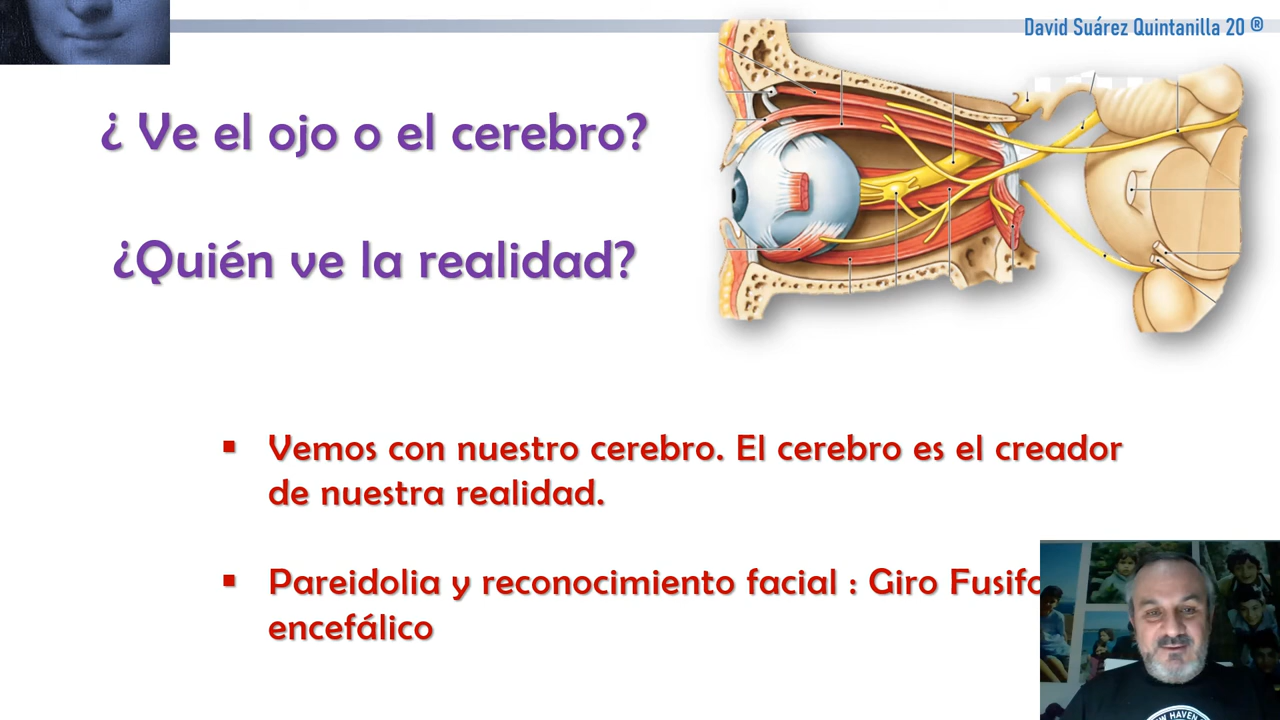 David Suárez Quintanilla 20 ®
¿ Ve el ojo o el cerebro?
¿Quién ve la realidad?
▪ Vemos con nuestro cerebro. El cerebro es el creador
de nuestra realidad.
▪ Pareidolia y reconocimiento facial : Giro
encefálico
HAVEN